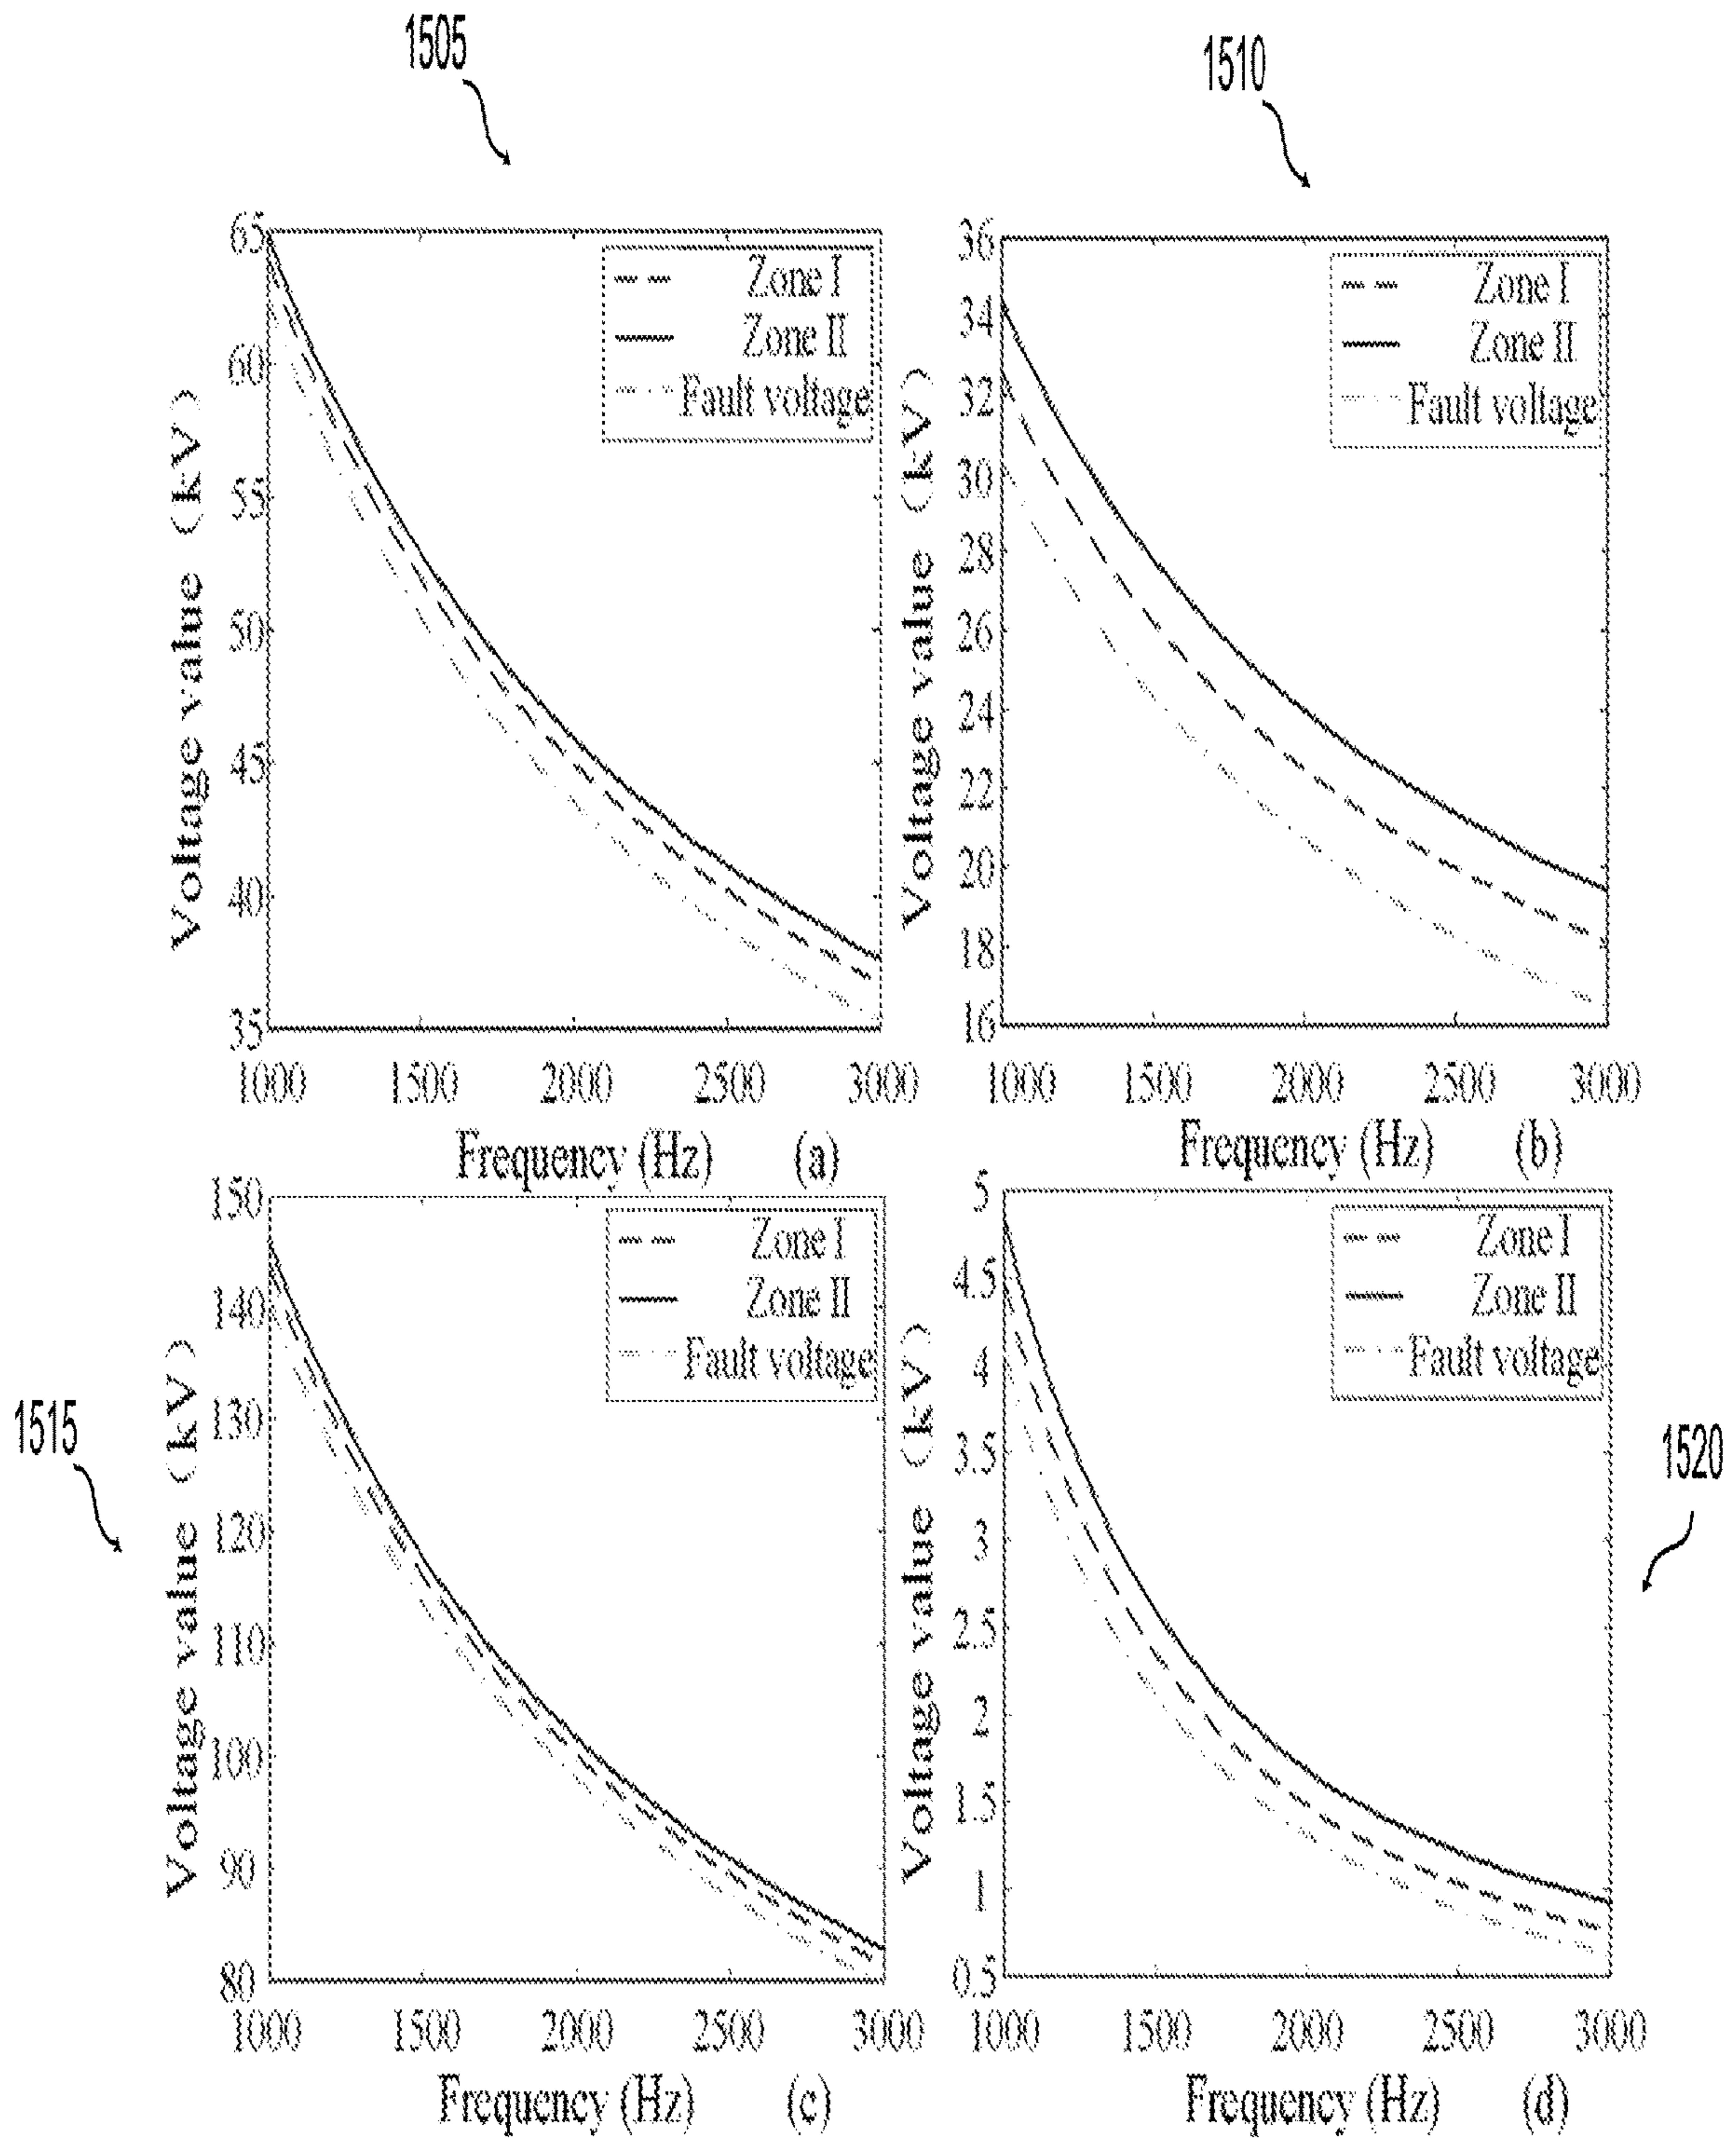 1505
1510
65
60
55
50
45
40
35
Voltage value (kV)
Zone I
Zone II
Fault voltage
1000 1500 2000 2500 3000
Frequency (Hz) (a)
36
34
32
30
28
26
24
22
20
18
16
Voltage value (kV)
Zone I
Zone II
Fault voltage
1000 1500 2000 2500 3000
Frequency (Hz) (b)
1515
150
140
130
120
110
100
90
80
Voltage value (kV)
Zone I
Zone II
Fault voltage
1000 1500 2000 2500 3000
Frequency (Hz) (c)
5
4.5
4
3.5
3
2.5
2
1.5
1
0.5
Voltage value (kV)
Zone I
Zone II
Fault voltage
1000 1500 2000 2500 3000
Frequency (Hz) (d)
1520